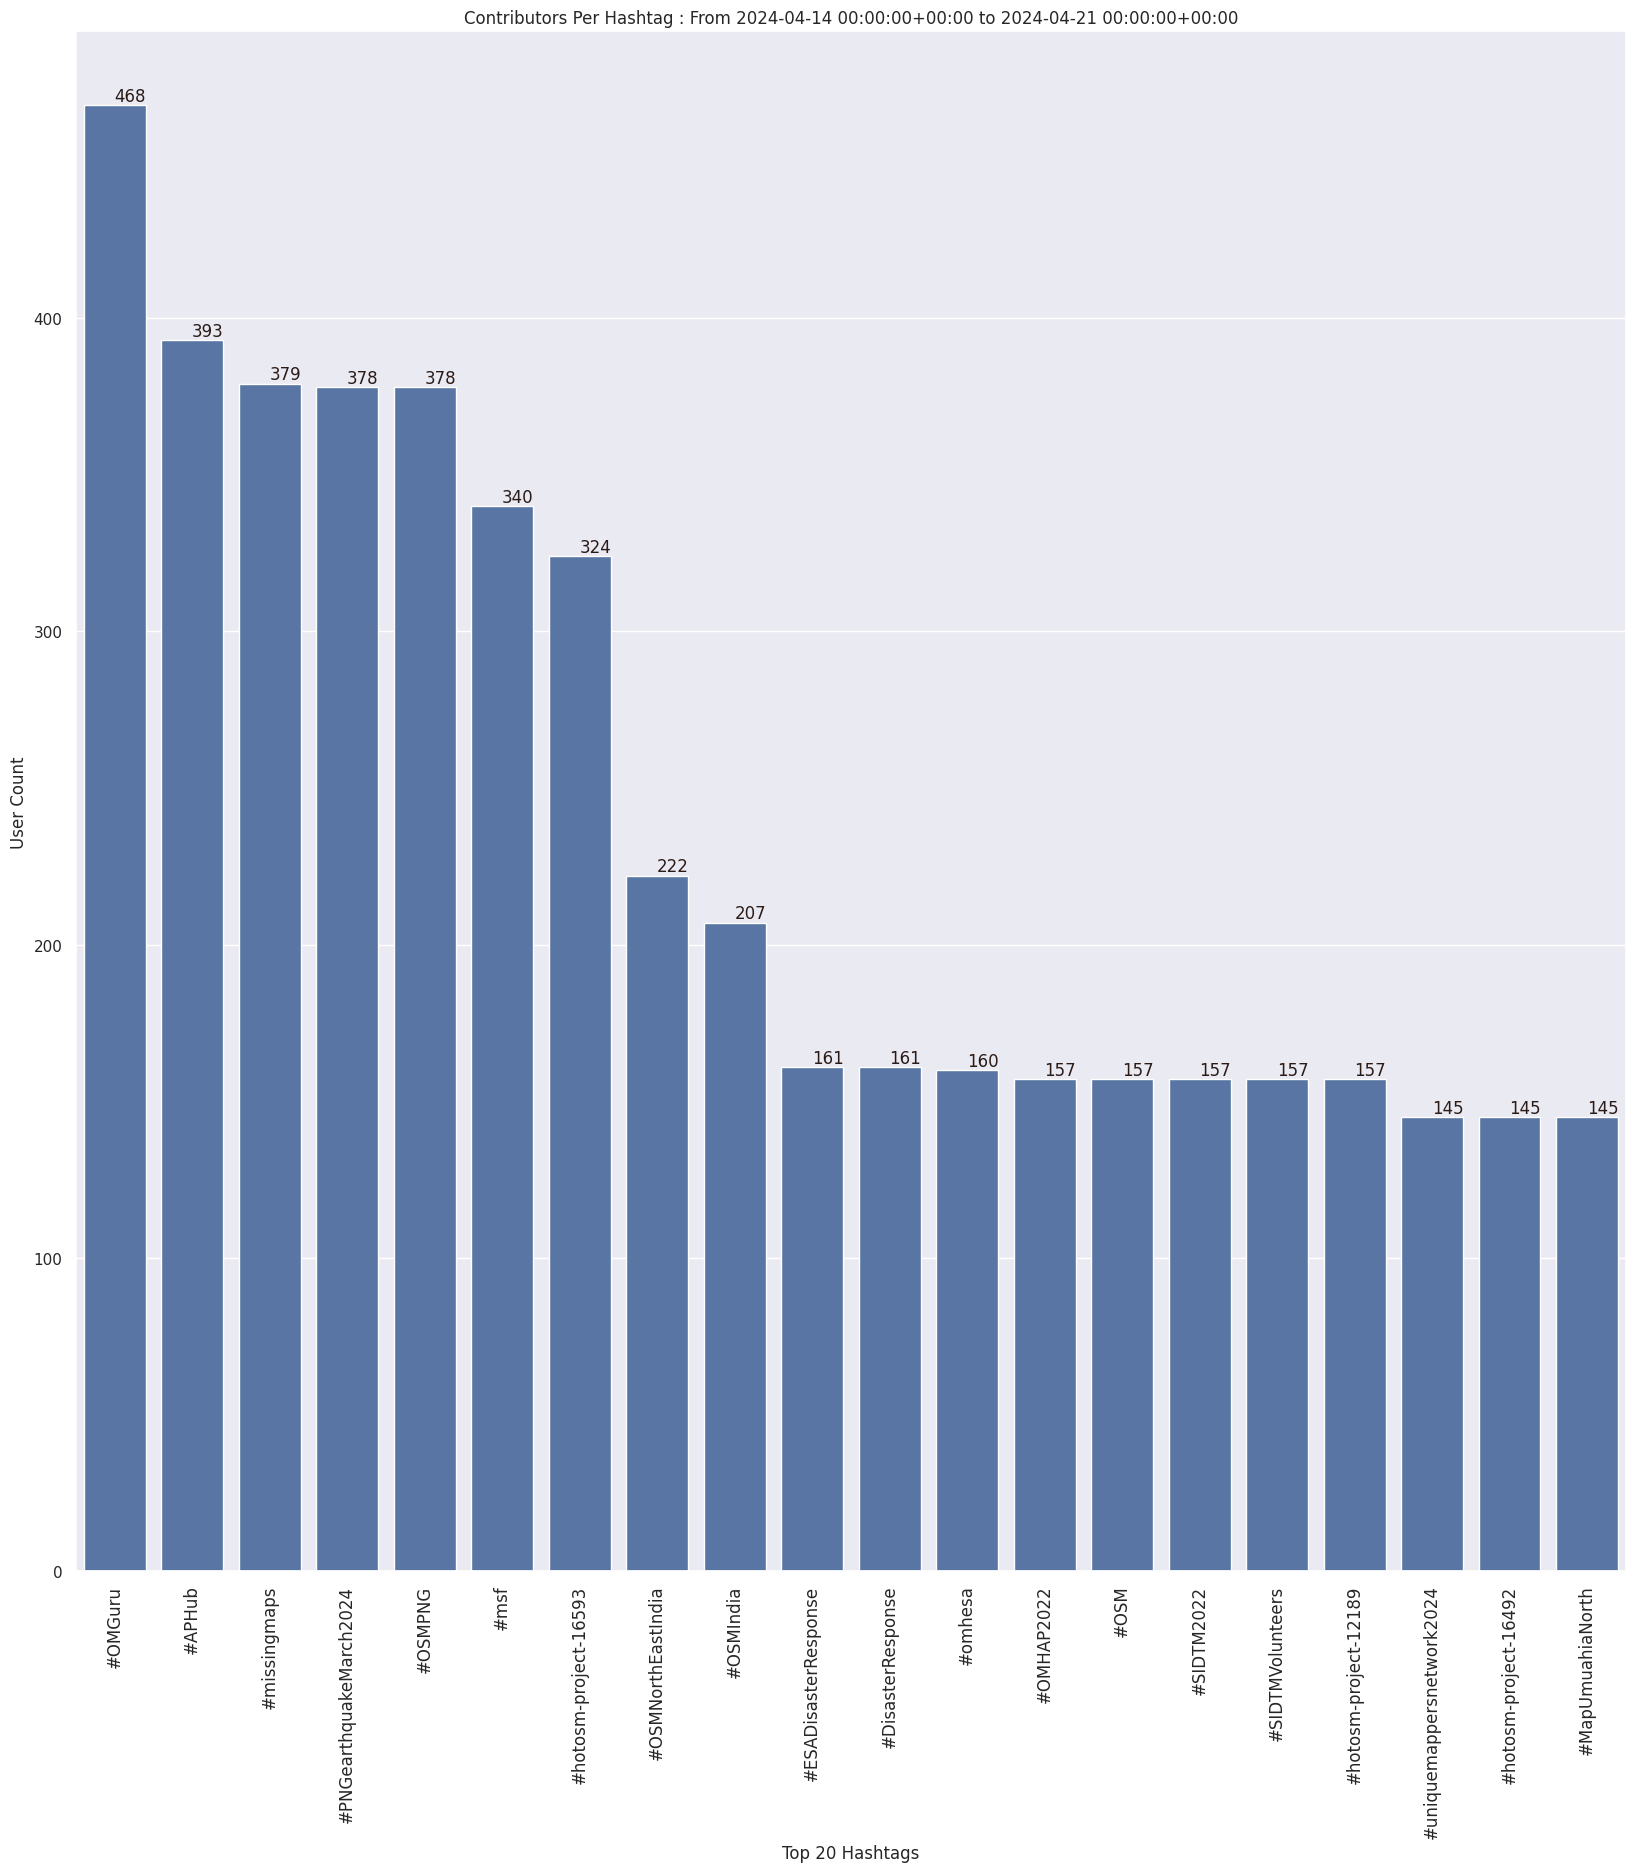 Contributors Per Hashtag : From 2024-04-14 00:00:00+00:00 to 2024-04-21 00:00:00+00:00
User Count
400
300
200
100
0
468
393
379
378
378
340
324
222
207
161
161
160
157
157
157
157
157
145
145
145
#OMGuru
#APHub
#missingmaps
#PNGearthquakeMarch2024
#OSMPNG
#msf
#hotosm-project-16593
#OSMNorthEastIndia
#OSMIndia
#ESADisasterResponse
#DisasterResponse
#omhesa
#OMHAP2022
#OSM
#SIDTM2022
#SIDTMVolunteers
#hotosm-project-12189
#uniquemappersnetwork2024
#hotosm-project-16492
#MapUmuahiaNorth
Top 20 Hashtags